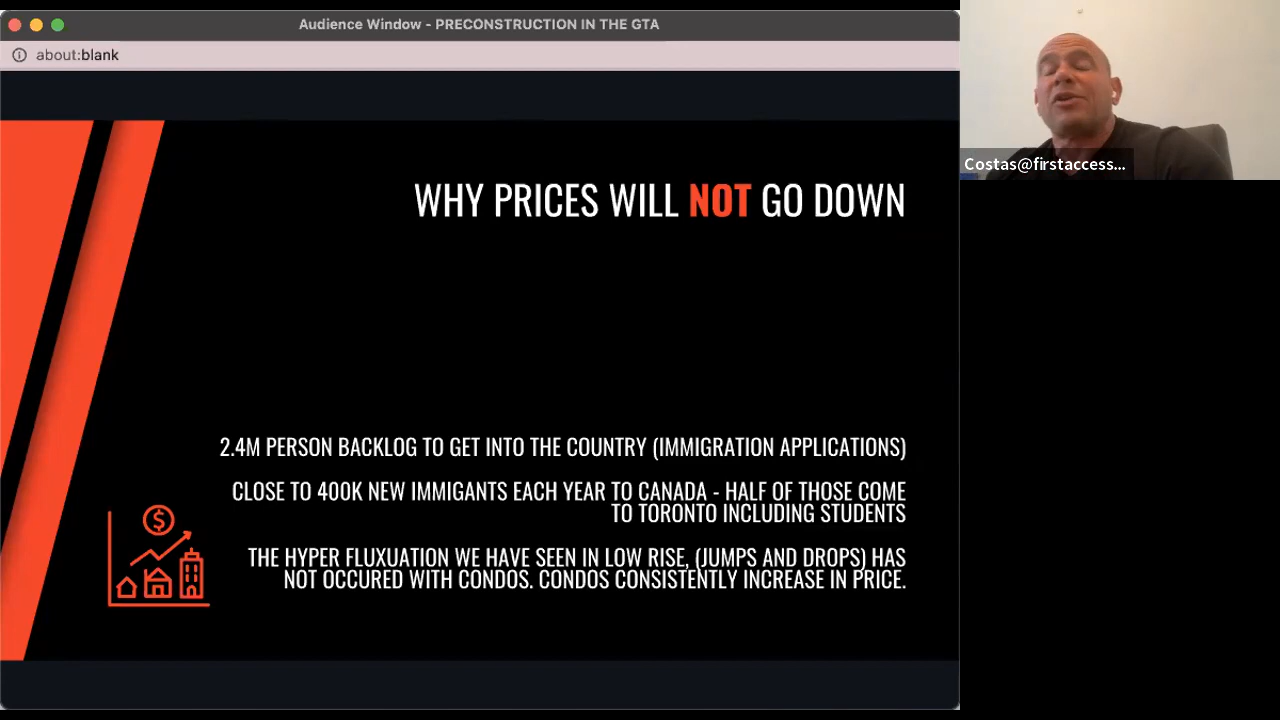 Audience Window - PRECONSTRUCTION IN THE GTA
about:blank
Costas@firstaccess...
WHY PRICES WILL NOT GO DOWN
2.4M PERSON BACKLOG TO GET INTO THE COUNTRY (IMMIGRATION APPLICATIONS)
CLOSE TO 400K NEW IMMIGANTS EACH YEAR TO CANADA - HALF OF THOSE COME
TO TORONTO INCLUDING STUDENTS
THE HYPER FLUXUATION WE HAVE SEEN IN LOW RISE, (JUMPS AND DROPS) HAS
NOT OCCURED WITH CONDOS. CONDOS CONSISTENTLY INCREASE IN PRICE.
$